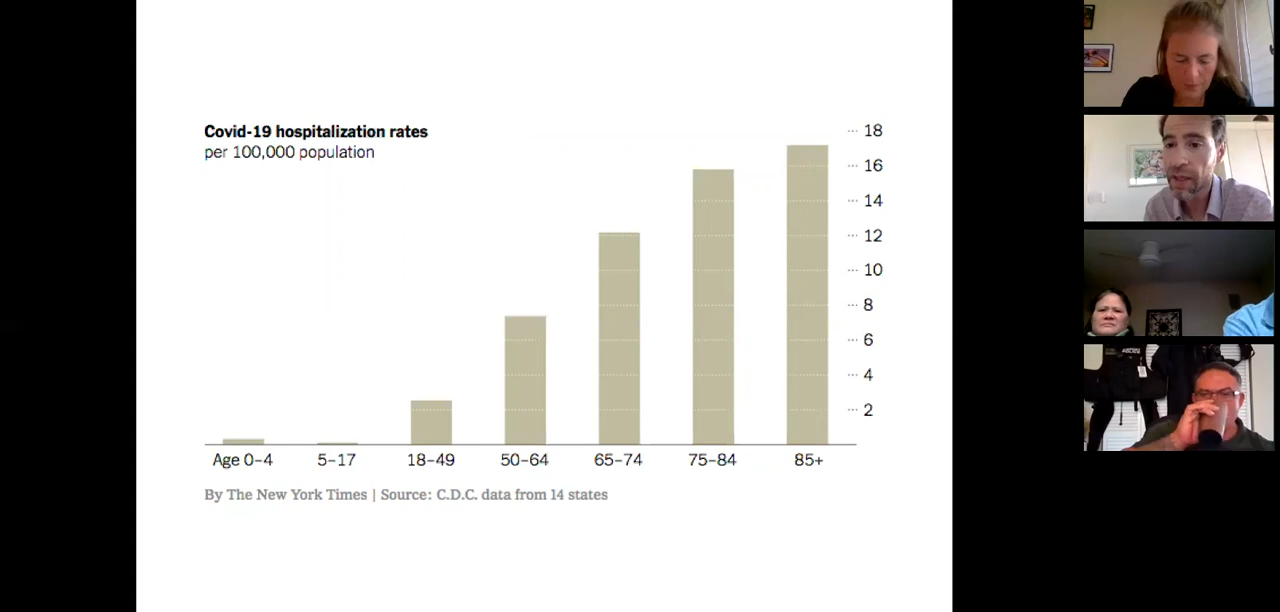 Covid-19 hospitalization rates
per 100,000 population
18
16
14
12
10
8
6
4
2
Age 0–4 5–17 18–49 50–64 65–74 75–84 85+
By The New York Times | Source: C.D.C. data from 14 states